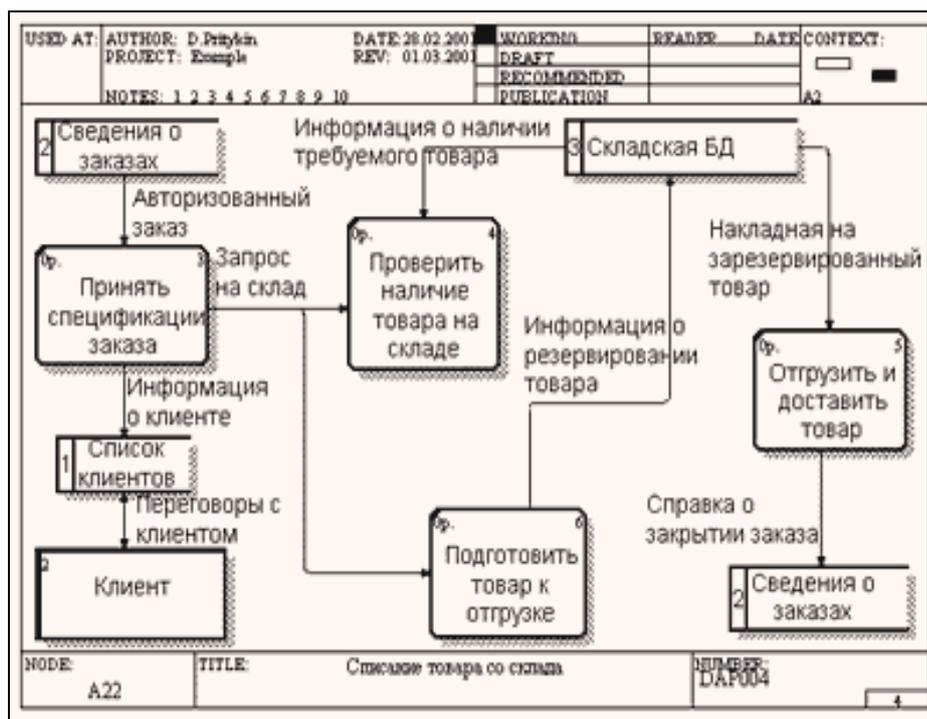 USED AT:
AUTHOR: D.Pritykin
DATE: 28.02.2001
PROJECT: Example
REV: 01.03.2001
NOTES: 1 2 3 4 5 6 7 8 9 10
WORKING
DRAFT
RECOMMENDED
PUBLICATION
READER
DATE
CONTEXT:
A2
2
Сведения о
заказах
Информация о наличии
требуемого товара
3 Складская БД
Авторизованный
заказ
0р.
3
Принять
спецификации
заказа
Запрос
на склад
0р.
4
Проверить
наличие
товара на
складе
Накладная на
зарезервированный
товар
Информация о
резервировании
товара
0р.
5
Отгрузить и
доставить
товар
Информация
о клиенте
1
Список
клиентов
Переговоры с
клиентом
2
Клиент
0р.
6
Подготовить
товар к
отгрузке
Справка о
закрытии заказа
2
Сведения о
заказах
NODE:
A22
TITLE:
Списание товара со склада
NUMBER:
DAP004
4